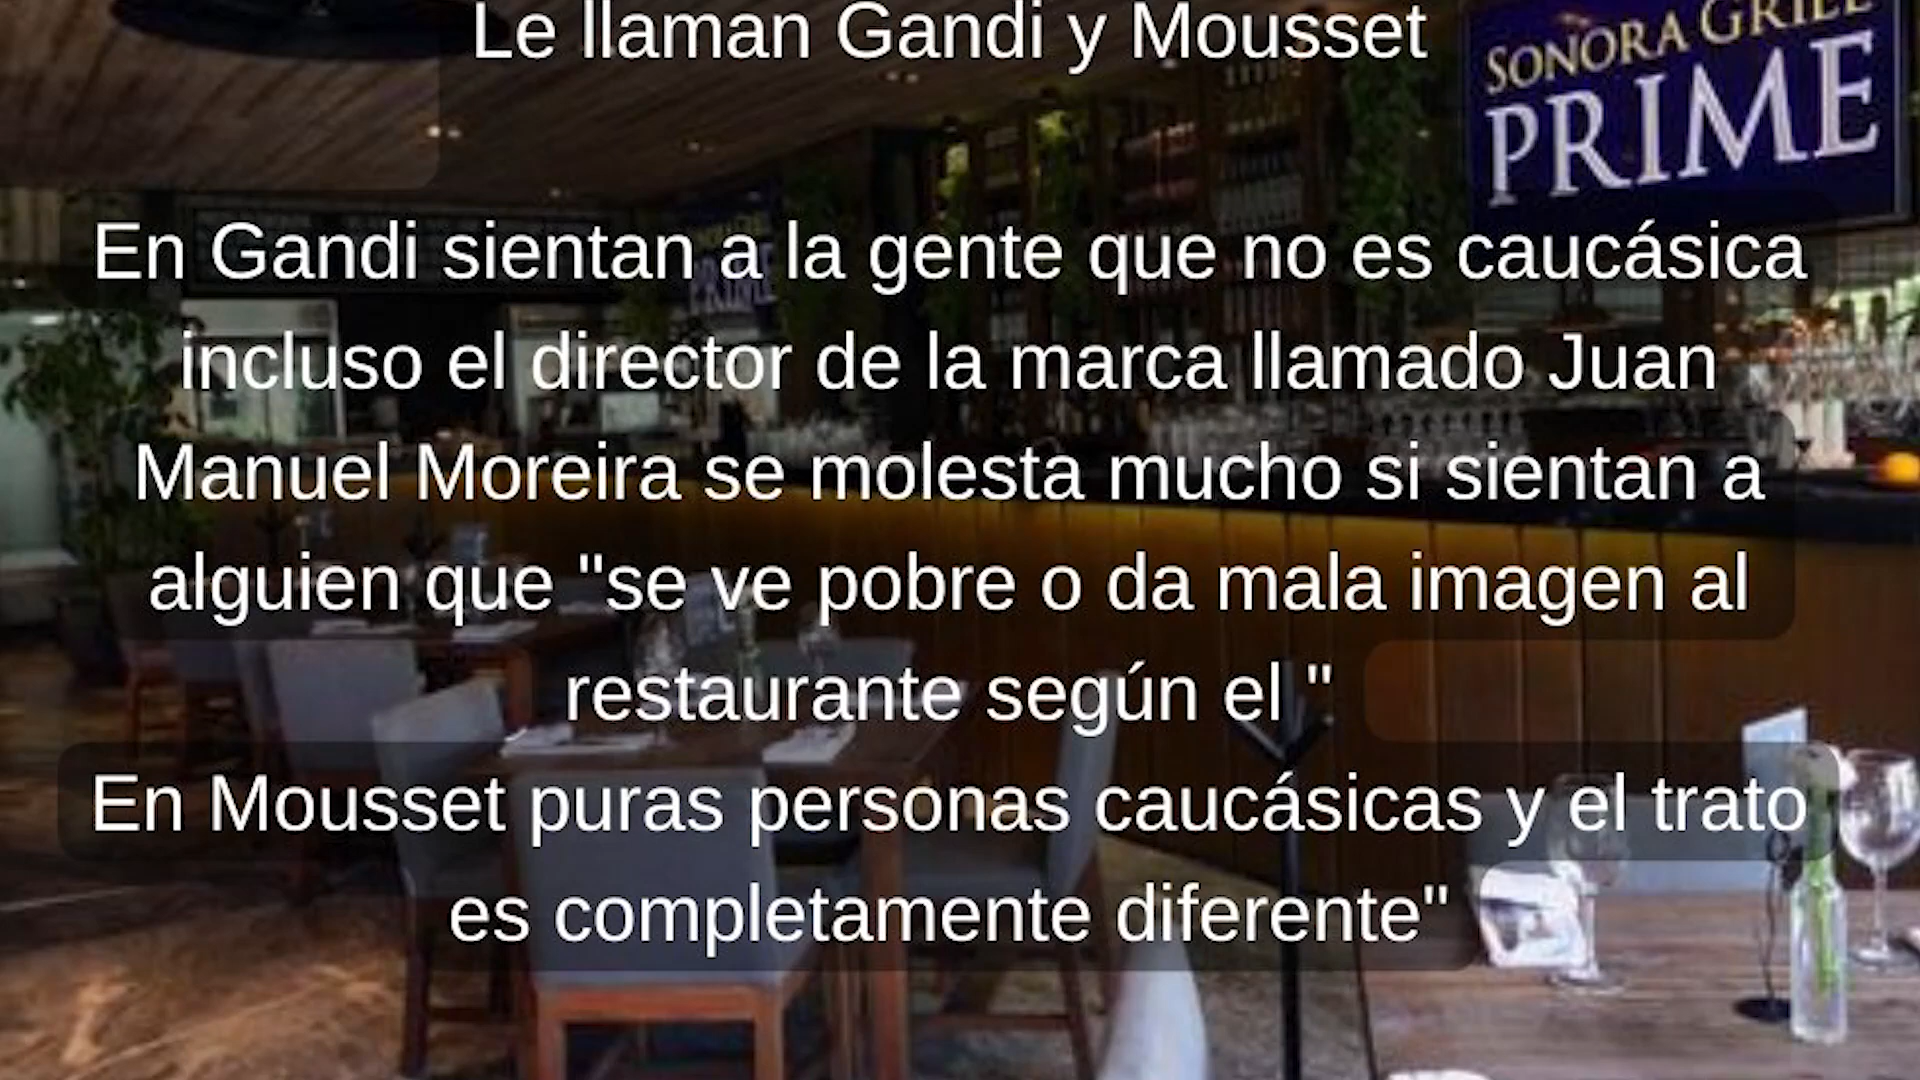 Le llaman Gandi y Mousset
SONORA GRILL
PRIME
En Gandi sientan a la gente que no es caucásica
incluso el director de la marca llamado Juan
Manuel Moreira se molesta mucho si sientan a
alguien que "se ve pobre o da mala imagen al
restaurante según el "
En Mousset puras personas caucásicas y el trato
es completamente diferente"